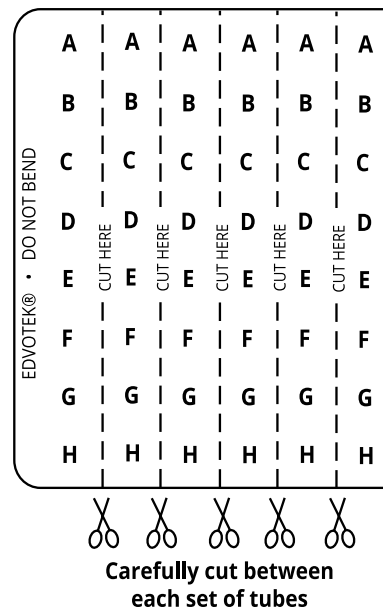 EDVOTEK® • DO NOT BEND
A A A A A A
B B B B B B
C C C C C C
D D D D D D
CUT HERE CUT HERE CUT HERE CUT HERE CUT HERE
E E E E E E
F F F F F F
G G G G G G
H H H H H H
Carefully cut between
each set of tubes